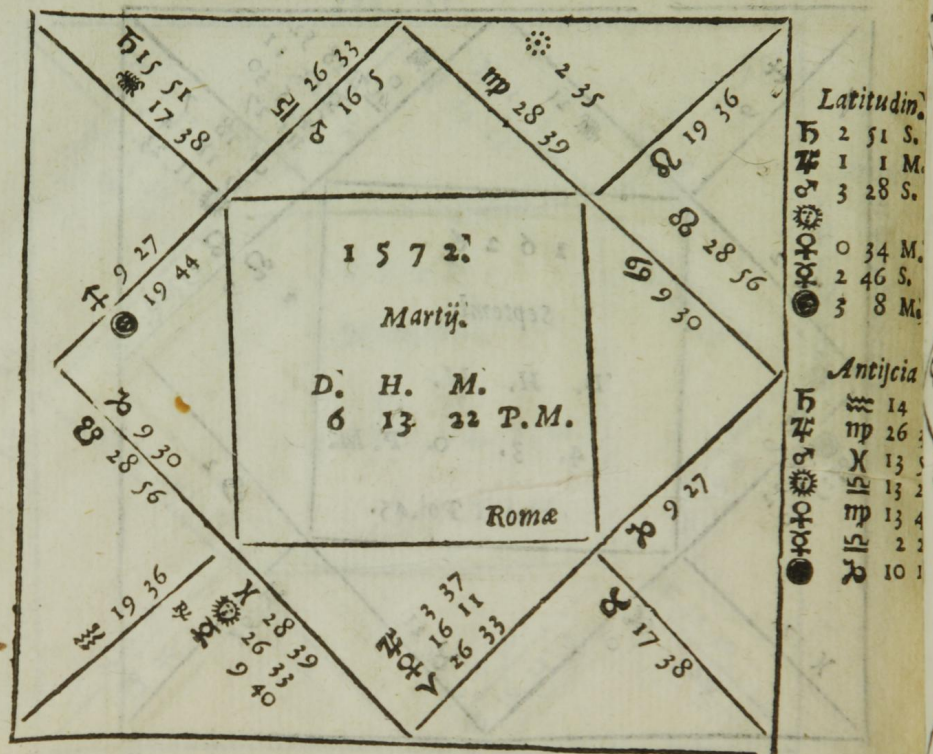 ♄ 15 51
♏ 17 38
♎ 26 33
♂ 16 5
2 35
♍ 28 39
♌ 19 36
☊ 28 56
♋ 9 30
♐ 9 27
☽ 19 44
♑ 9 30
☋ 28 56
♒ 19 36
♓ 28 39
☉ 26 33
℞ ☿ 9 40
♃ 3 37
♀ 16 11
♈ 26 33
♉ 17 38
9 27
1572.
Martij.
D. H. M.
6 13 22 P.M.
Romæ
Latitudin.
♄ 2 51 S.
♃ 1 1 M.
♂ 3 28 S.
☉
♀ 0 34 M.
☿ 2 46 S.
☽ 3 8 M.
Antijcia
♄ ♒ 14
♃ ♍ 26
♂ ♓ 13
☉ ♎ 13
♀ ♍ 13
☿ ♎ 2
☽ ♑ 10